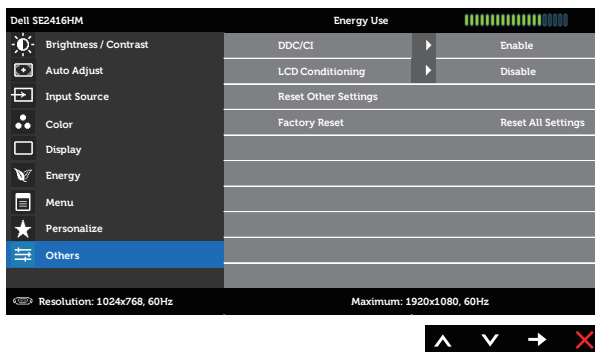 Dell SE2416HM Energy Use
Brightness / Contrast DDC/CI Enable
Auto Adjust LCD Conditioning Disable
Input Source Reset Other Settings
Color Factory Reset Reset All Settings
Display
Energy
Menu
Personalize
Others
Resolution: 1024x768, 60Hz Maximum: 1920x1080, 60Hz